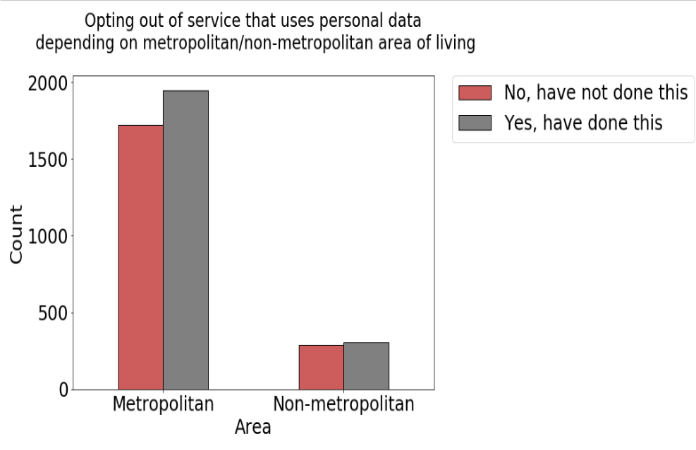 Opting out of service that uses personal data
depending on metropolitan/non-metropolitan area of living
2000
1500
1000
500
0
Count
Metropolitan
Non-metropolitan
Area
No, have not done this
Yes, have done this